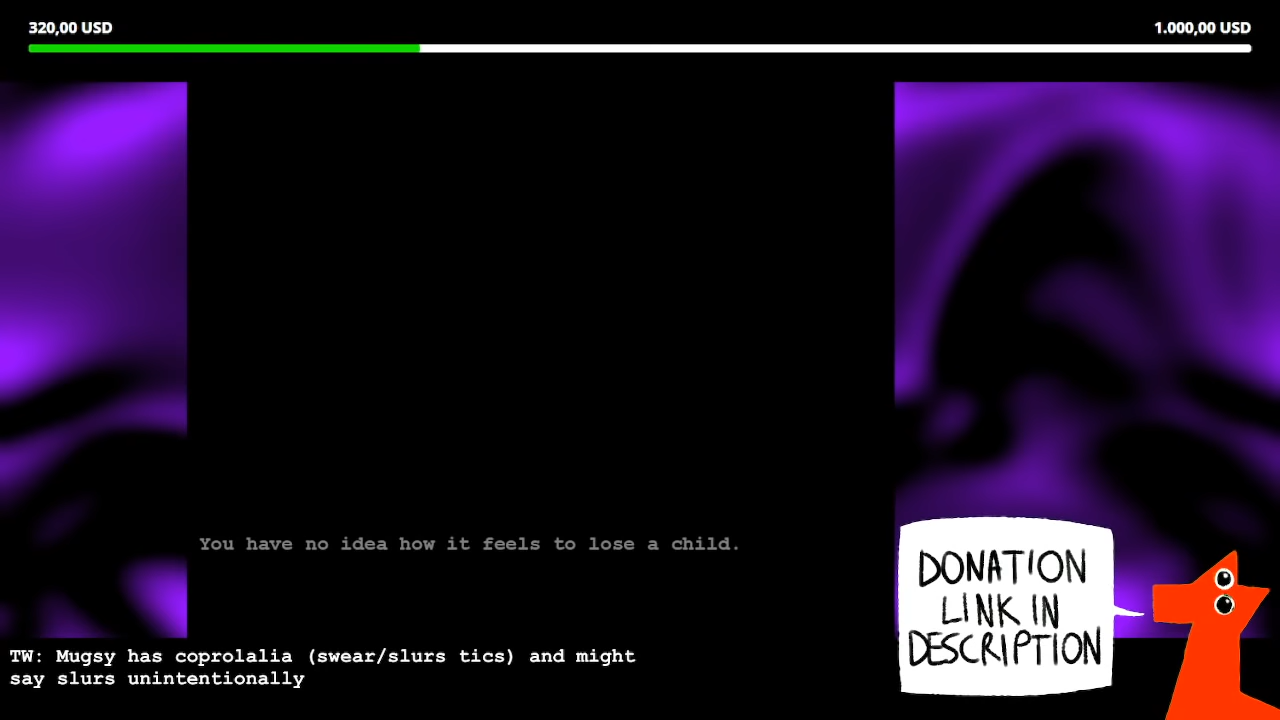 320,00 USD
1.000,00 USD
You have no idea how it feels to lose a child.
DONATION
LINK IN
DESCRIPTION
TW: Mugsy has coprolalia (swear/slurs tics) and might
say slurs unintentionally